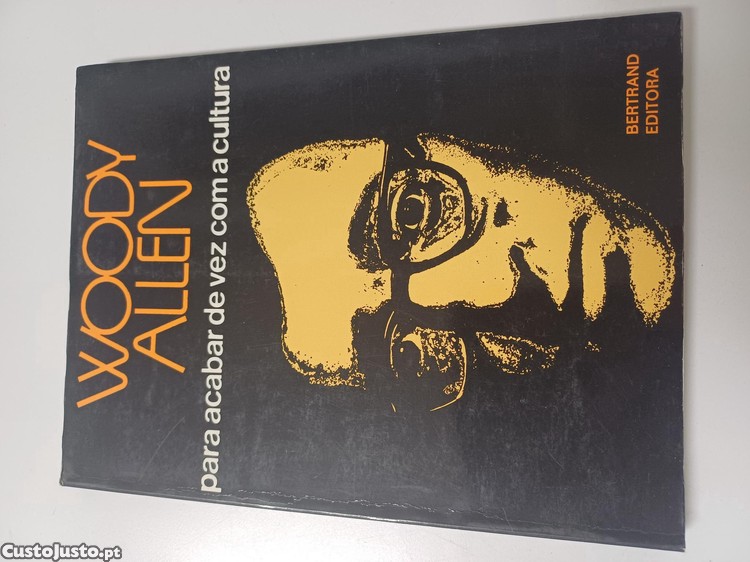 WOODY
ALLEN
para acabar de vez com a cultura
BERTRAND
EDITORA
CustoJusto.pt